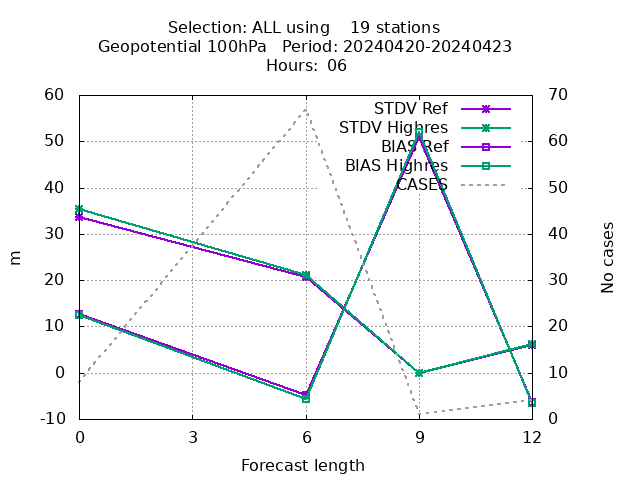 Selection: ALL using    19 stations
Geopotential 100hPa   Period: 20240420-20240423
Hours: 06
STDV Ref
STDV Highres
BIAS Ref
BIAS Highres
CASES
60
50
40
30
20
10
0
-10
m
70
60
50
40
30
20
10
0
No cases
0 3 6 9 12
Forecast length